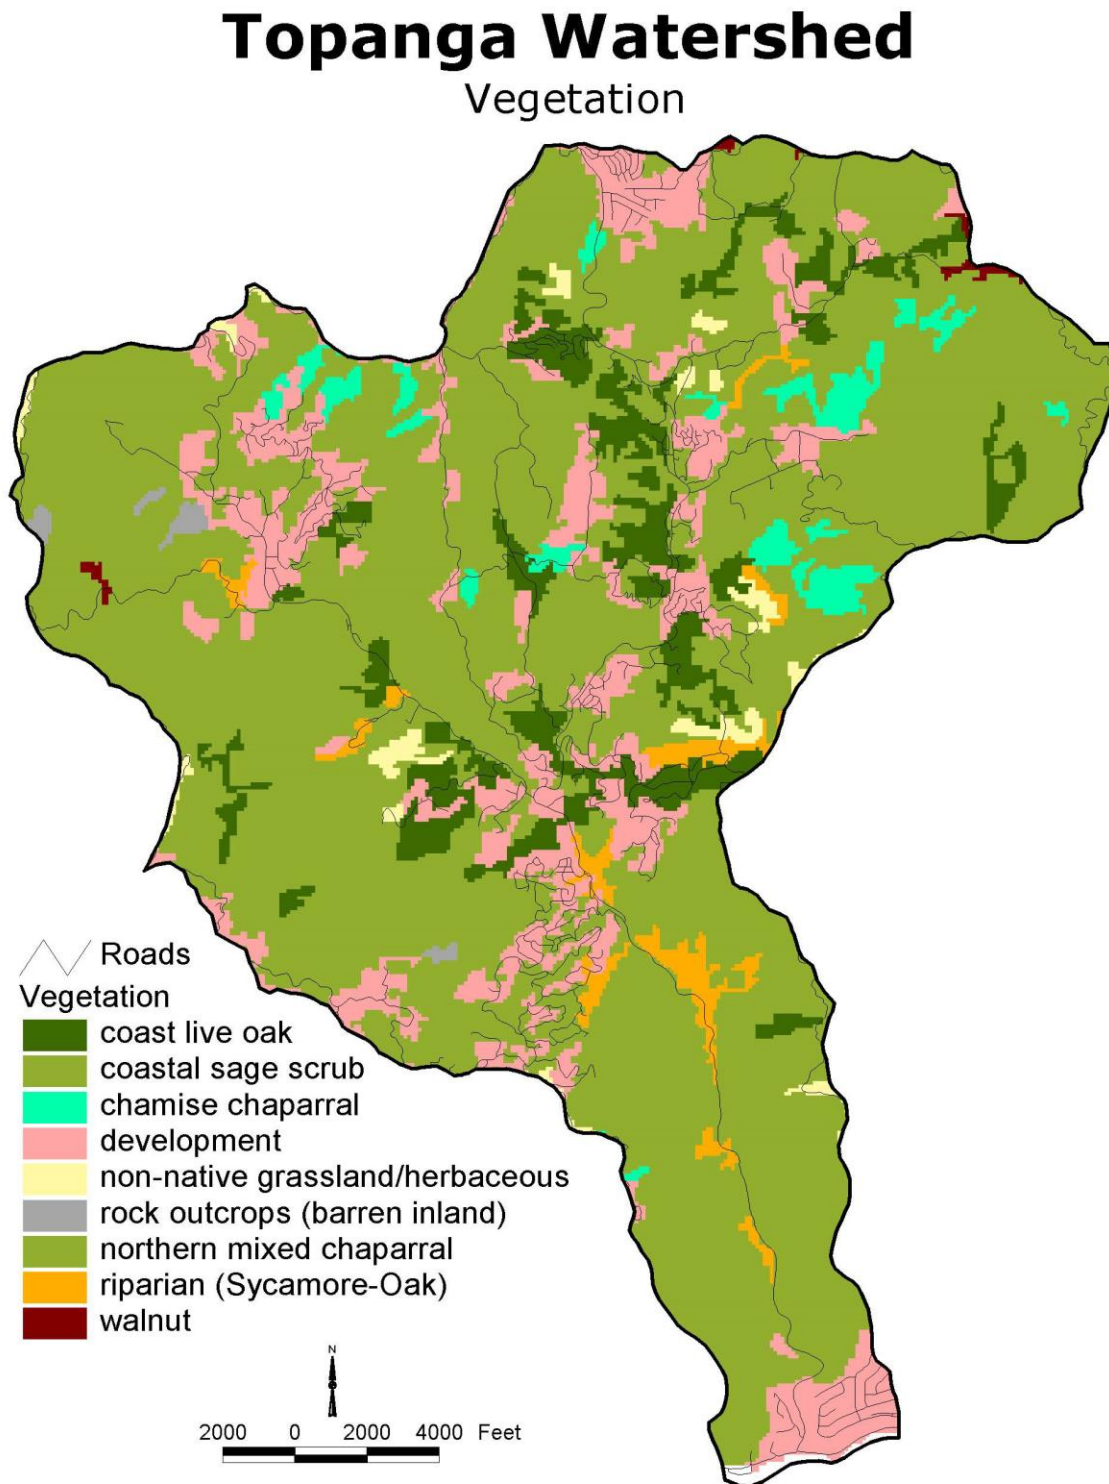 Topanga Watershed
Vegetation
Roads
Vegetation
coast live oak
coastal sage scrub
chamise chaparral
development
non-native grassland/herbaceous
rock outcrops (barren inland)
northern mixed chaparral
riparian (Sycamore-Oak)
walnut
N
2000 0 2000 4000 Feet